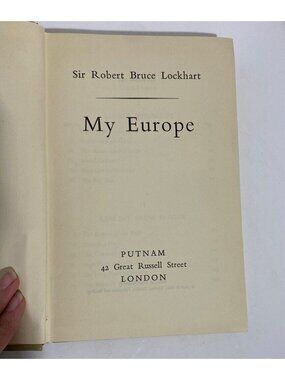 Sir Robert Bruce Lockhart
My Europe
PUTNAM
42 Great Russell Street
LONDON